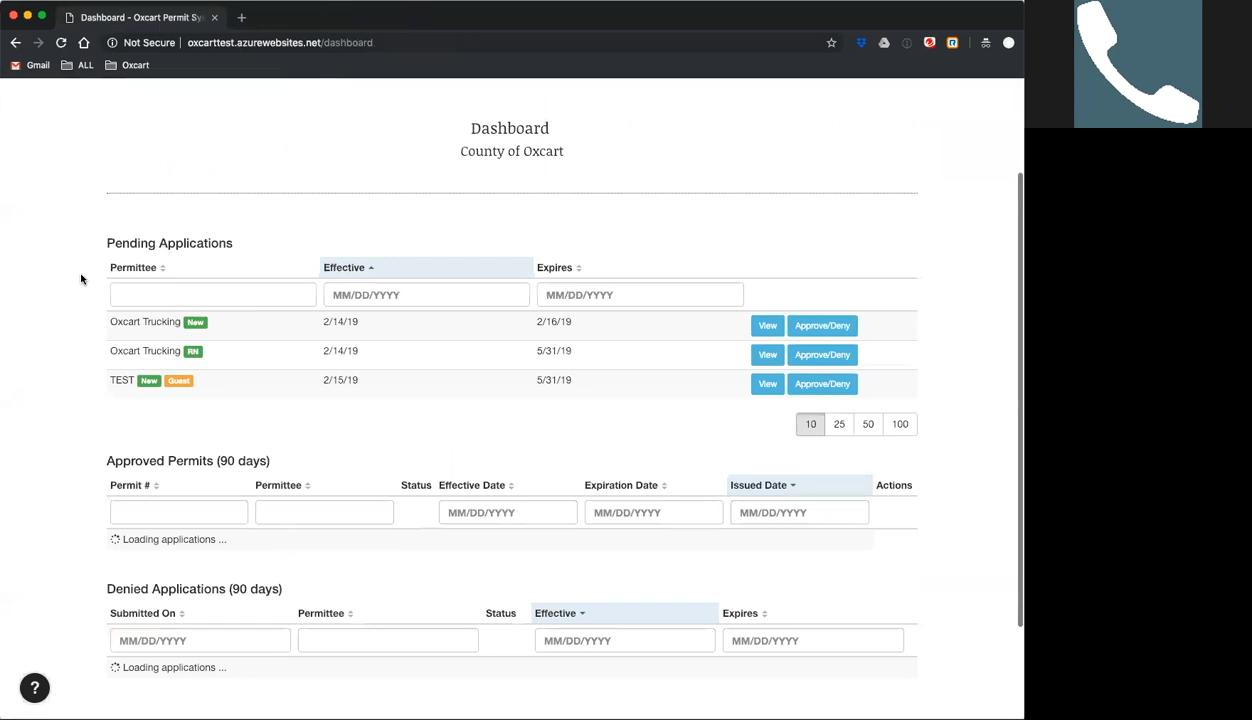 Dashboard - Oxcart Permit Sy
Not Secure | oxcarttest.azurewebsites.net/dashboard
Gmail ALL Oxcart
Dashboard
County of Oxcart
Pending Applications
Permittee Effective Expires
MM/DD/YYYY MM/DD/YYYY
Oxcart Trucking New 2/14/19 2/16/19 View Approve/Deny
Oxcart Trucking RN 2/14/19 5/31/19 View Approve/Deny
TEST New Guest 2/15/19 5/31/19 View Approve/Deny
10 25 50 100
Approved Permits (90 days)
Permit # Permittee Status Effective Date Expiration Date Issued Date Actions
MM/DD/YYYY MM/DD/YYYY MM/DD/YYYY
Loading applications ...
Denied Applications (90 days)
Submitted On Permittee Status Effective Expires
MM/DD/YYYY MM/DD/YYYY MM/DD/YYYY
Loading applications ...
?